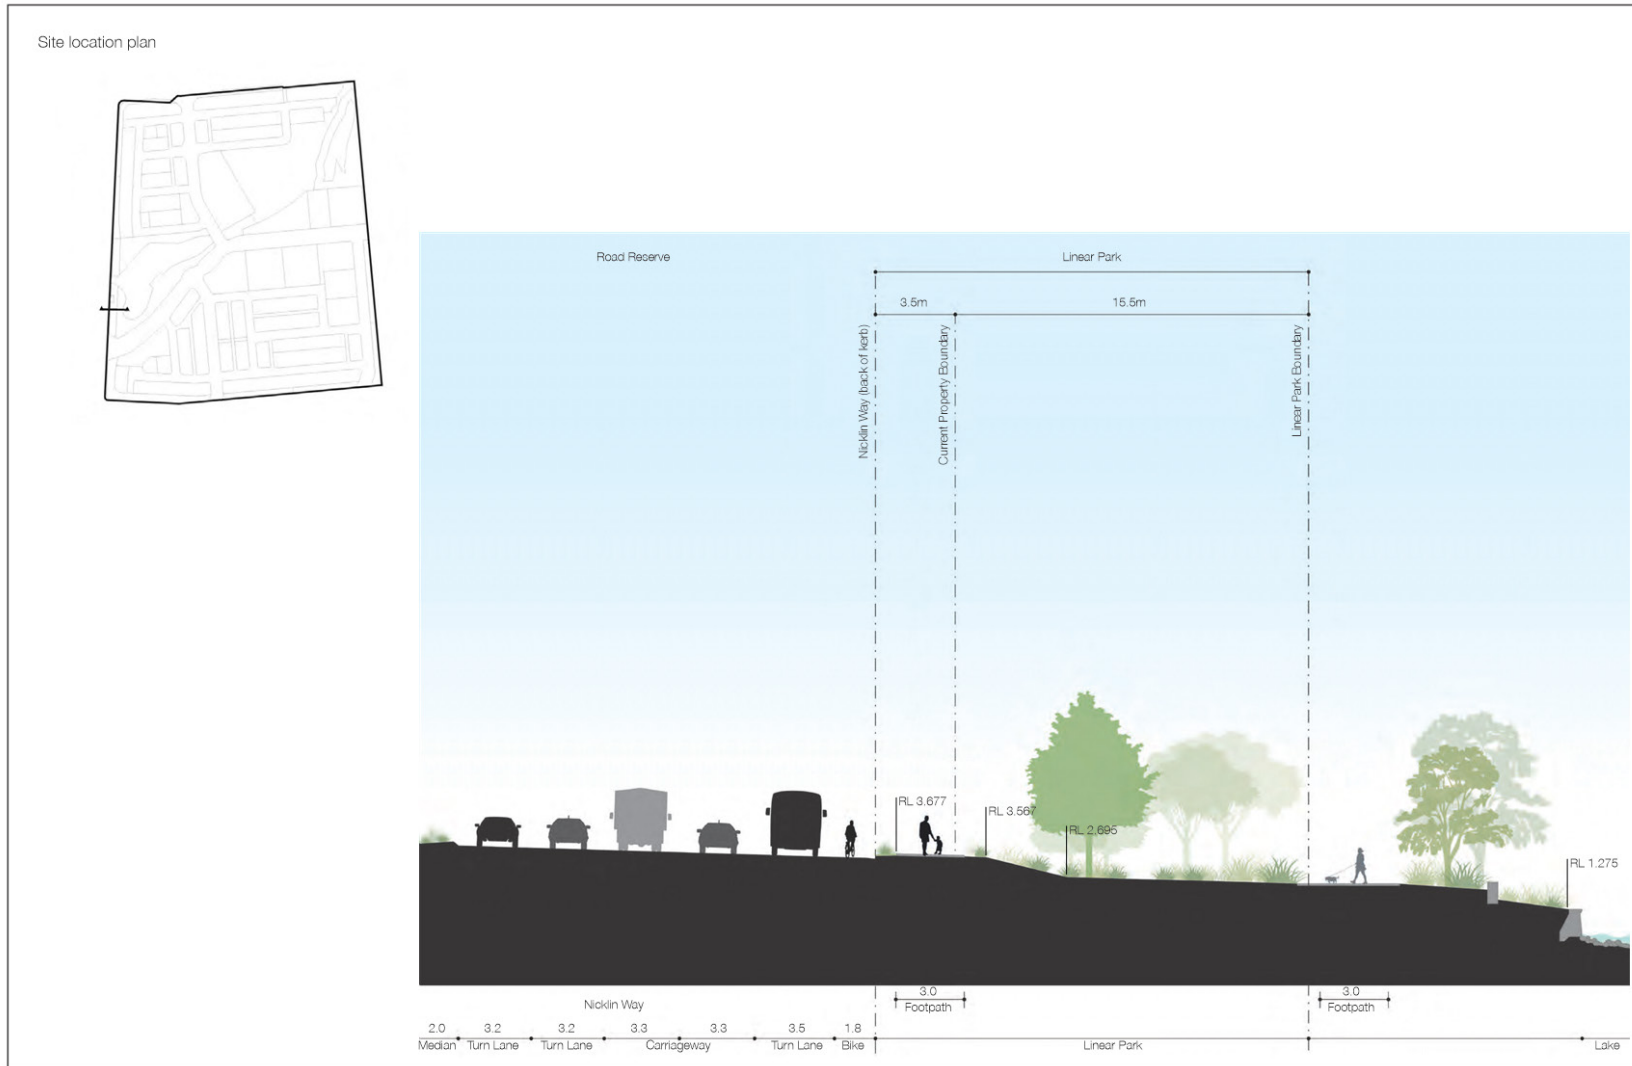 Site location plan
Road Reserve
Linear Park
3.5m
15.5m
Nicklin Way (back of kerb)
Current Property Boundary
Linear Park Boundary
RL 3.677
RL 3.567
RL 2.695
RL 1.275
3.0
Footpath
3.0
Footpath
Nicklin Way
2.0 3.2 3.2 3.3 3.3 3.5 1.8
Median Turn Lane Turn Lane Carriageway Turn Lane Bike Linear Park Lake